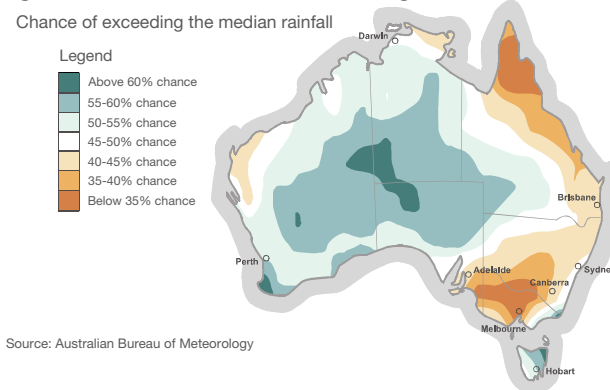 Chance of exceeding the median rainfall
Legend
Above 60% chance
55-60% chance
50-55% chance
45-50% chance
40-45% chance
35-40% chance
Below 35% chance
Darwin
Brisbane
Perth
Adelaide
Sydne
Canberra
Melbourne
Hobart
Source: Australian Bureau of Meteorology